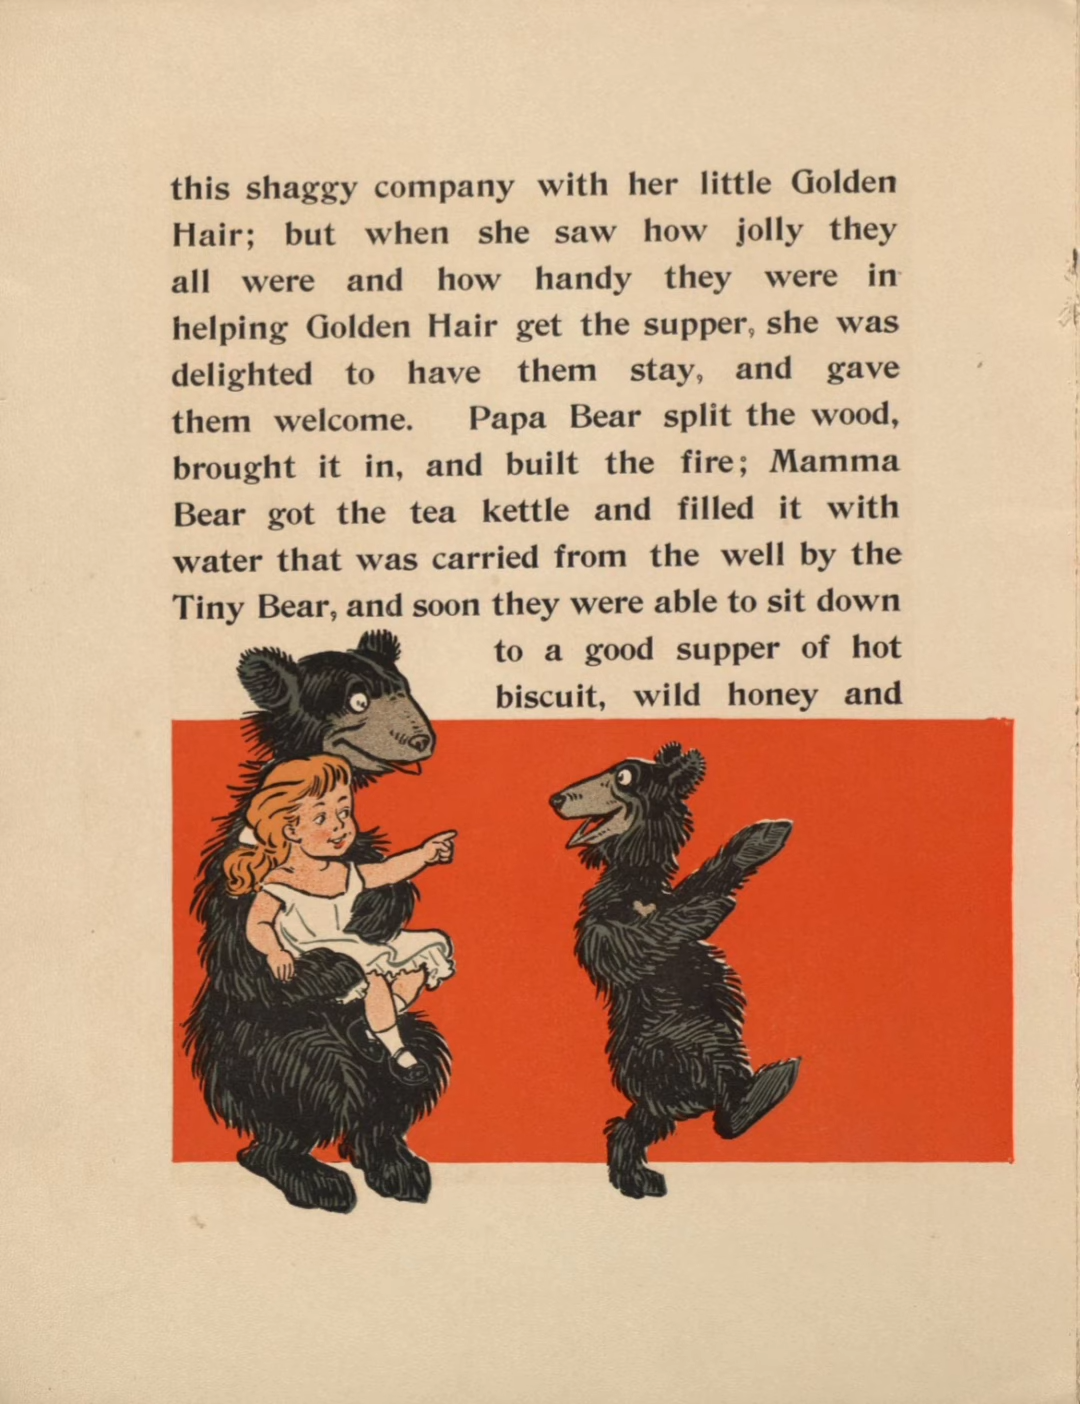 this shaggy company with her little Golden
Hair; but when she saw how jolly they
all were and how handy they were in
helping Golden Hair get the supper, she was
delighted to have them stay, and gave
them welcome. Papa Bear split the wood,
brought it in, and built the fire; Mamma
Bear got the tea kettle and filled it with
water that was carried from the well by the
Tiny Bear, and soon they were able to sit down
to a good supper of hot
biscuit, wild honey and